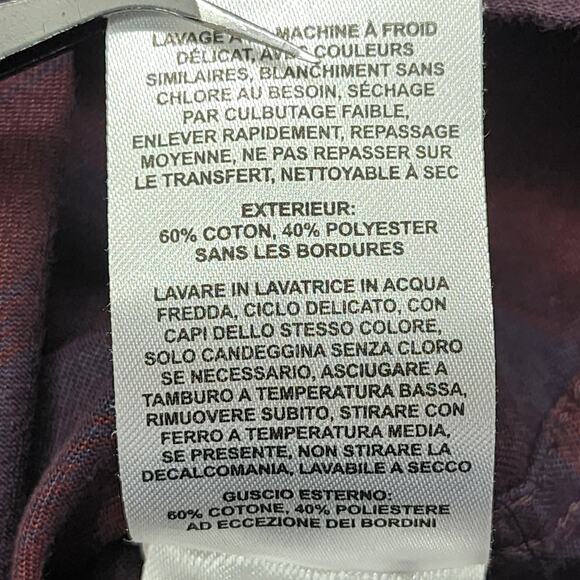 LAVAGE À MACHINE À FROID
DÉLICAT, AVEC COULEURS
SIMILAIRES, BLANCHIMENT SANS
CHLORE AU BESOIN, SÉCHAGE
PAR CULBUTAGE FAIBLE,
ENLEVER RAPIDEMENT, REPASSAGE
MOYENNE, NE PAS REPASSER SUR
LE TRANSFERT, NETTOYABLE À SEC
EXTERIEUR:
60% COTON, 40% POLYESTER
SANS LES BORDURES
LAVARE IN LAVATRICE IN ACQUA
FREDDA, CICLO DELICATO, CON
CAPI DELLO STESSO COLORE,
SOLO CANDEGGINA SENZA CLORO
SE NECESSARIO, ASCIUGARE A
TAMBURO A TEMPERATURA BASSA,
RIMUOVERE SUBITO, STIRARE CON
FERRO A TEMPERATURA MEDIA,
SE PRESENTE, NON STIRARE LA
DECALCOMANIA, LAVABILE A SECCO
GUSCIO ESTERNO:
60% COTONE, 40% POLIESTERE
AD ECCEZIONE DEI BORDINI